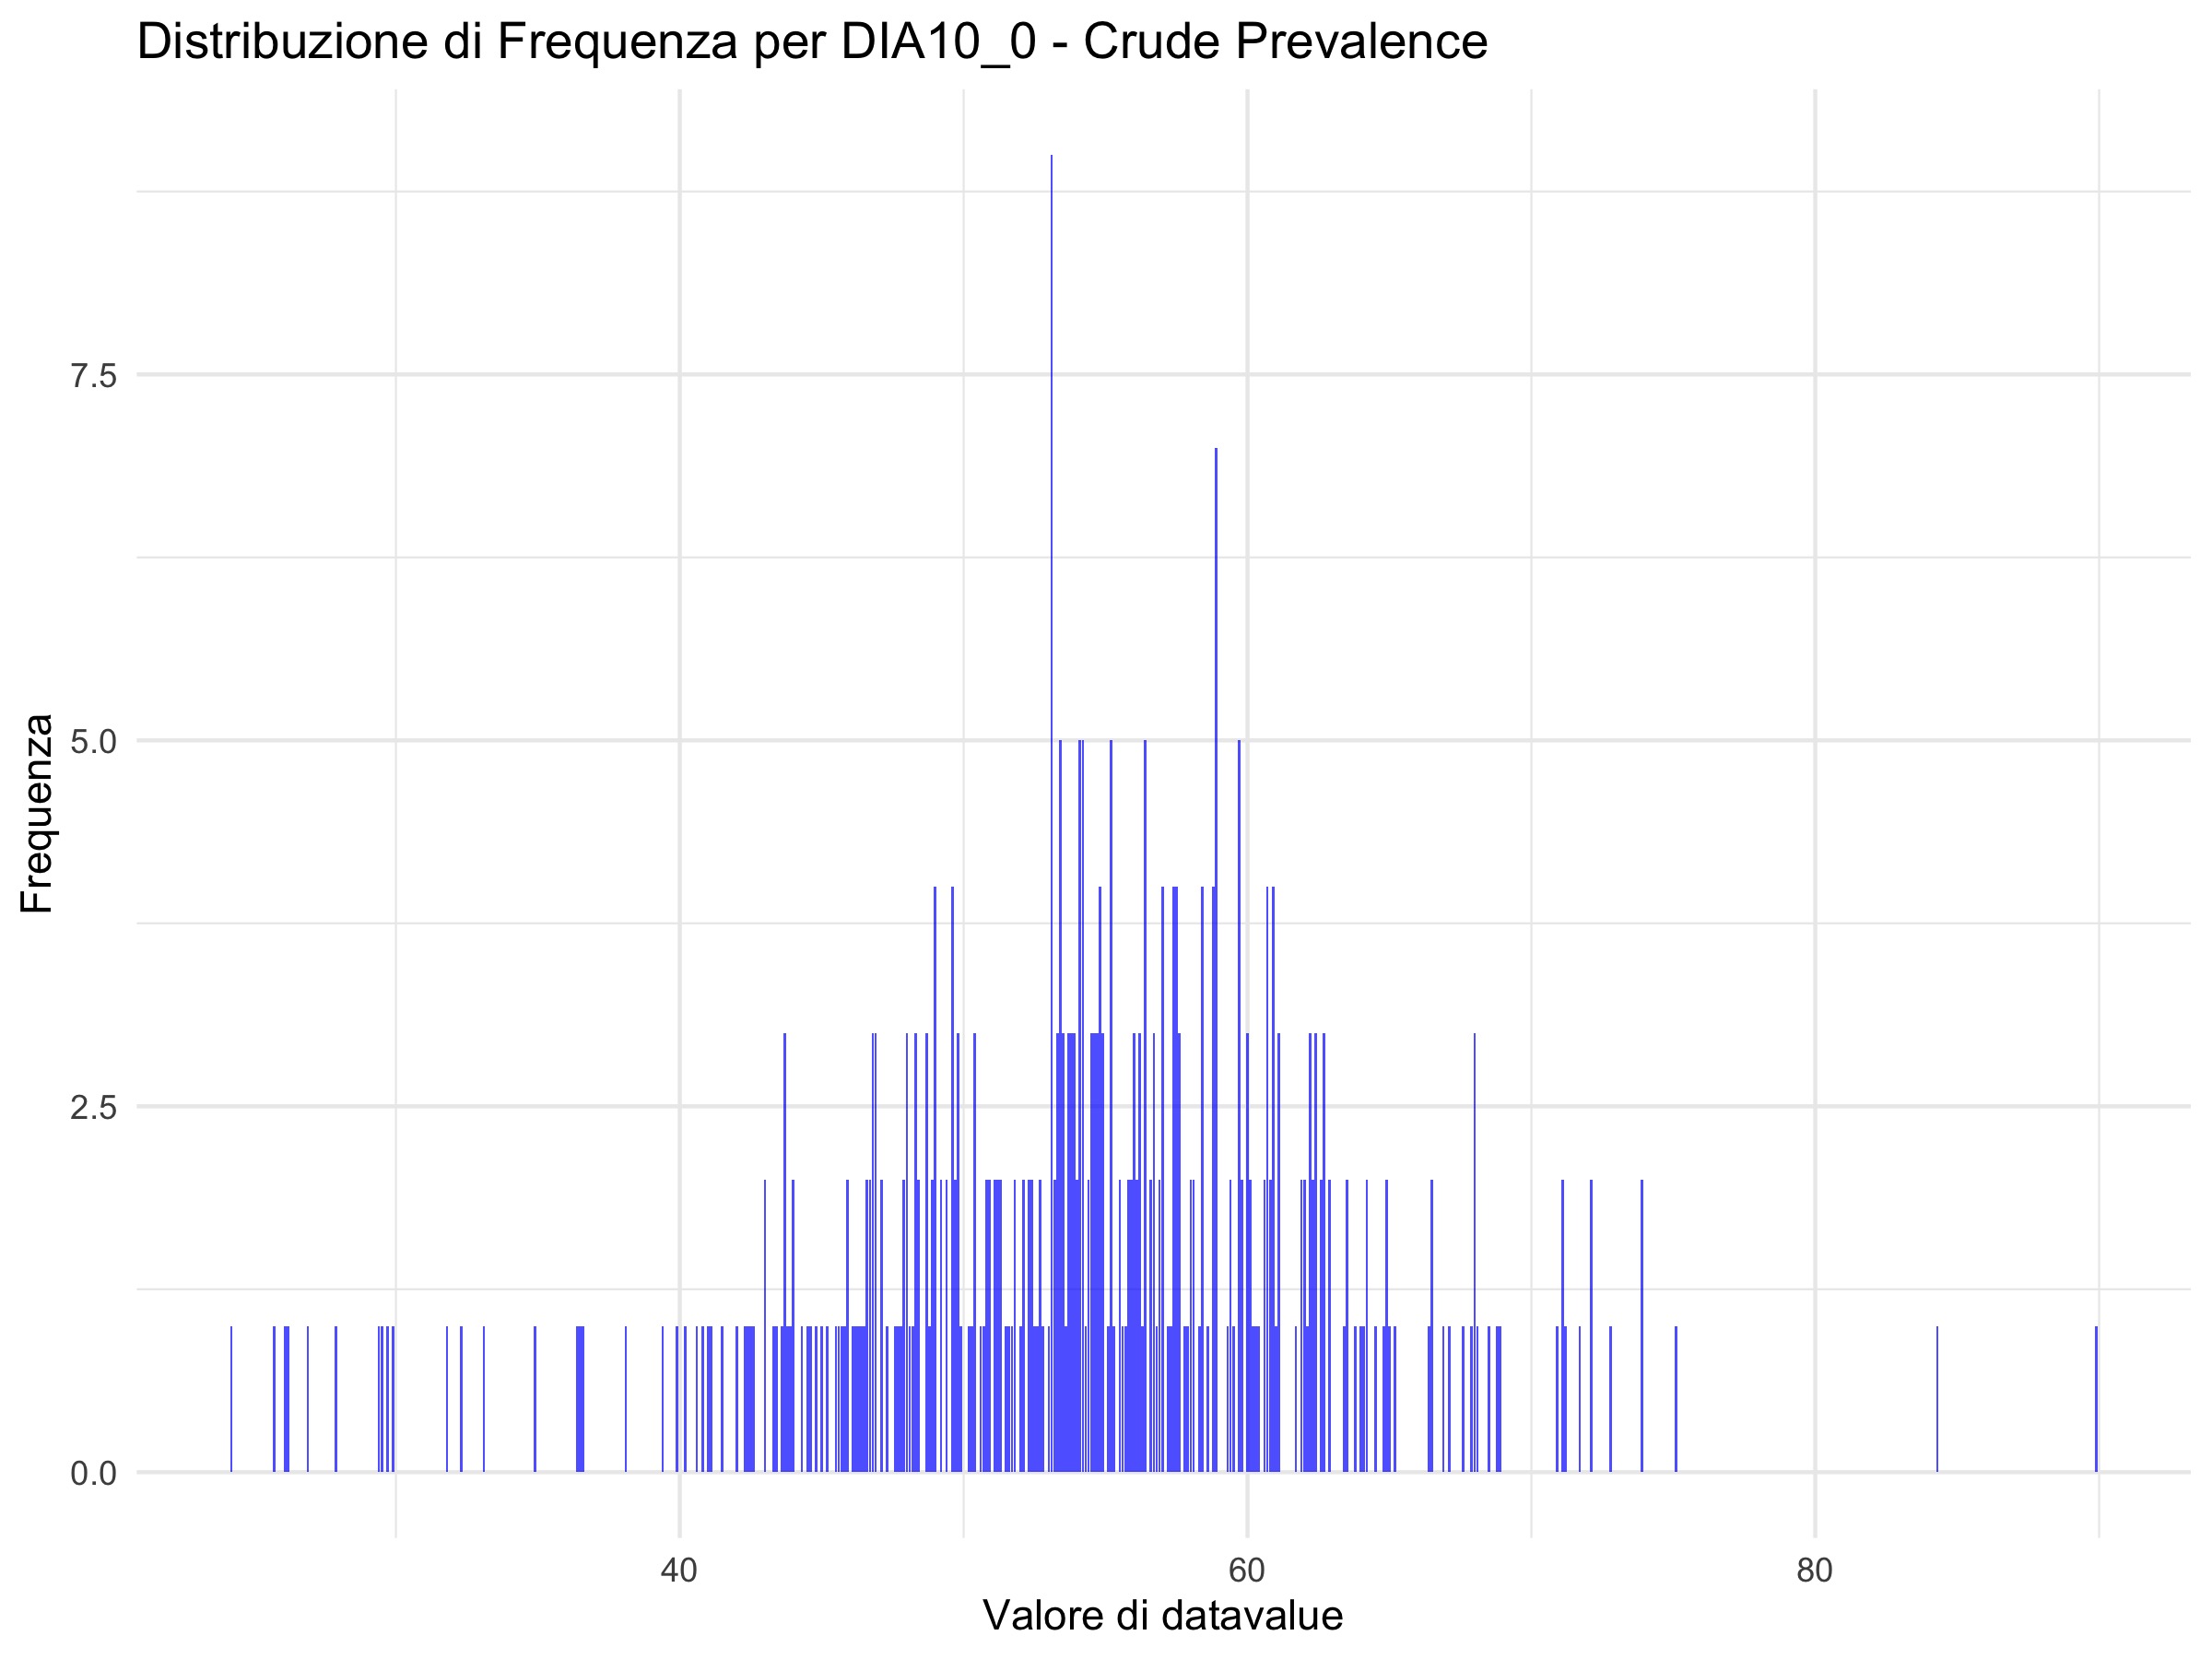 Distribuzione di Frequenza per DIA10_0 - Crude Prevalence
Frequenza
7.5
5.0
2.5
0.0
40
60
80
Valore di datavalue